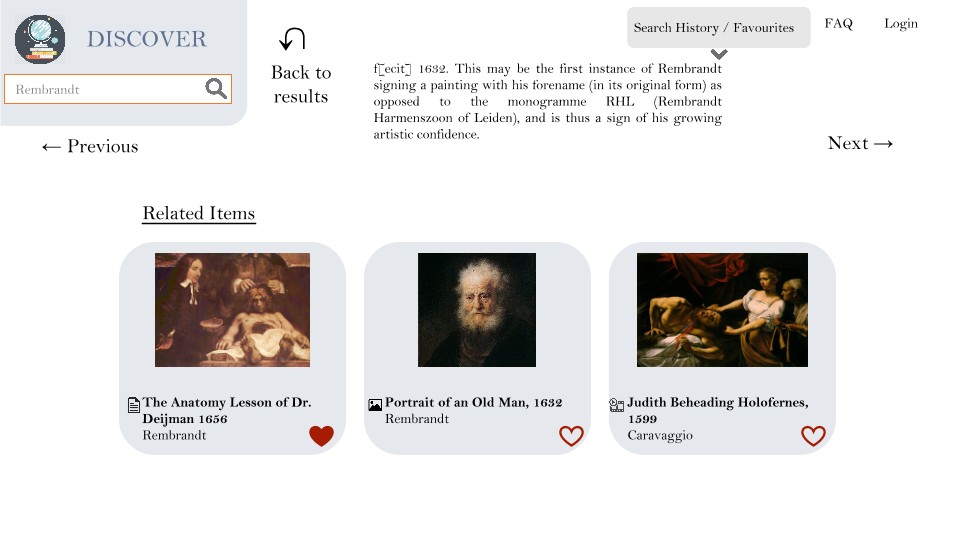 DISCOVER
Rembrandt
Back to
results
Search History / Favourites
FAQ
Login
f[ecit] 1632. This may be the first instance of Rembrandt
signing a painting with his forename (in its original form) as
opposed to the monogramme RHL (Rembrandt
Harmenszoon of Leiden), and is thus a sign of his growing
artistic confidence.
← Previous
Next →
Related Items
The Anatomy Lesson of Dr.
Deijman 1656
Rembrandt
Portrait of an Old Man, 1632
Rembrandt
Judith Beheading Holofernes,
1599
Caravaggio